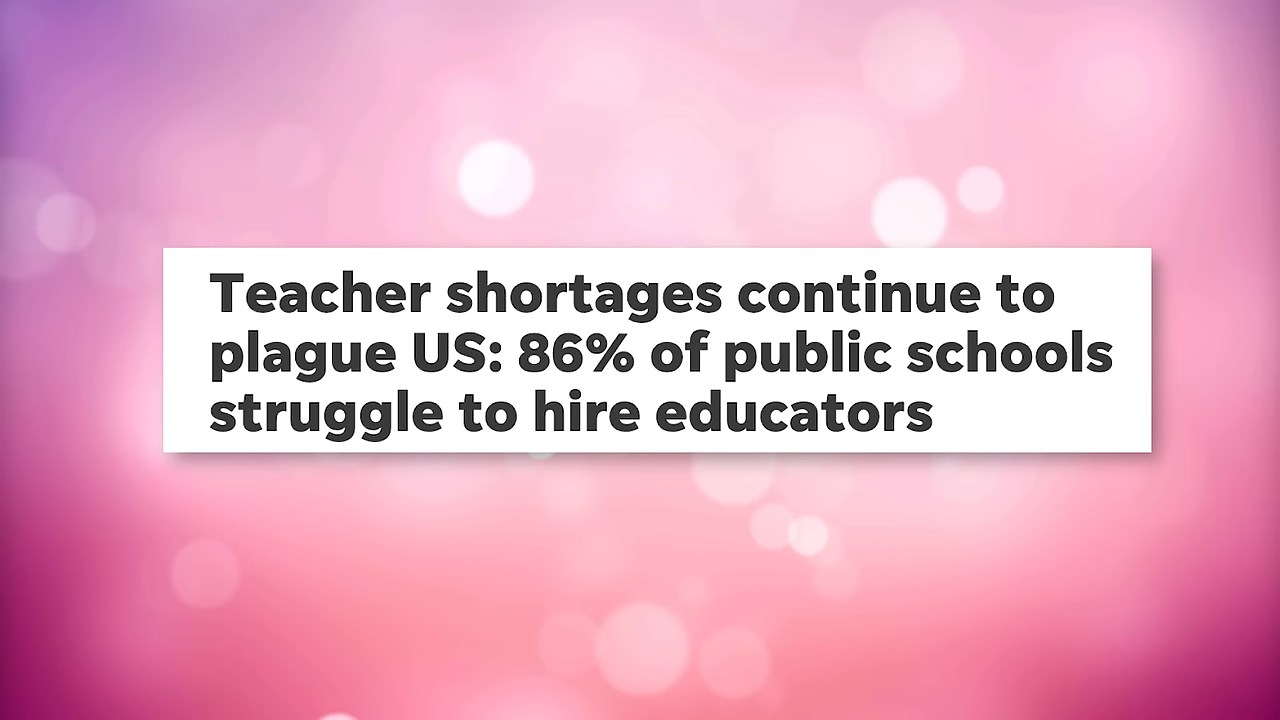 Teacher shortages continue to
plague US: 86% of public schools
struggle to hire educators